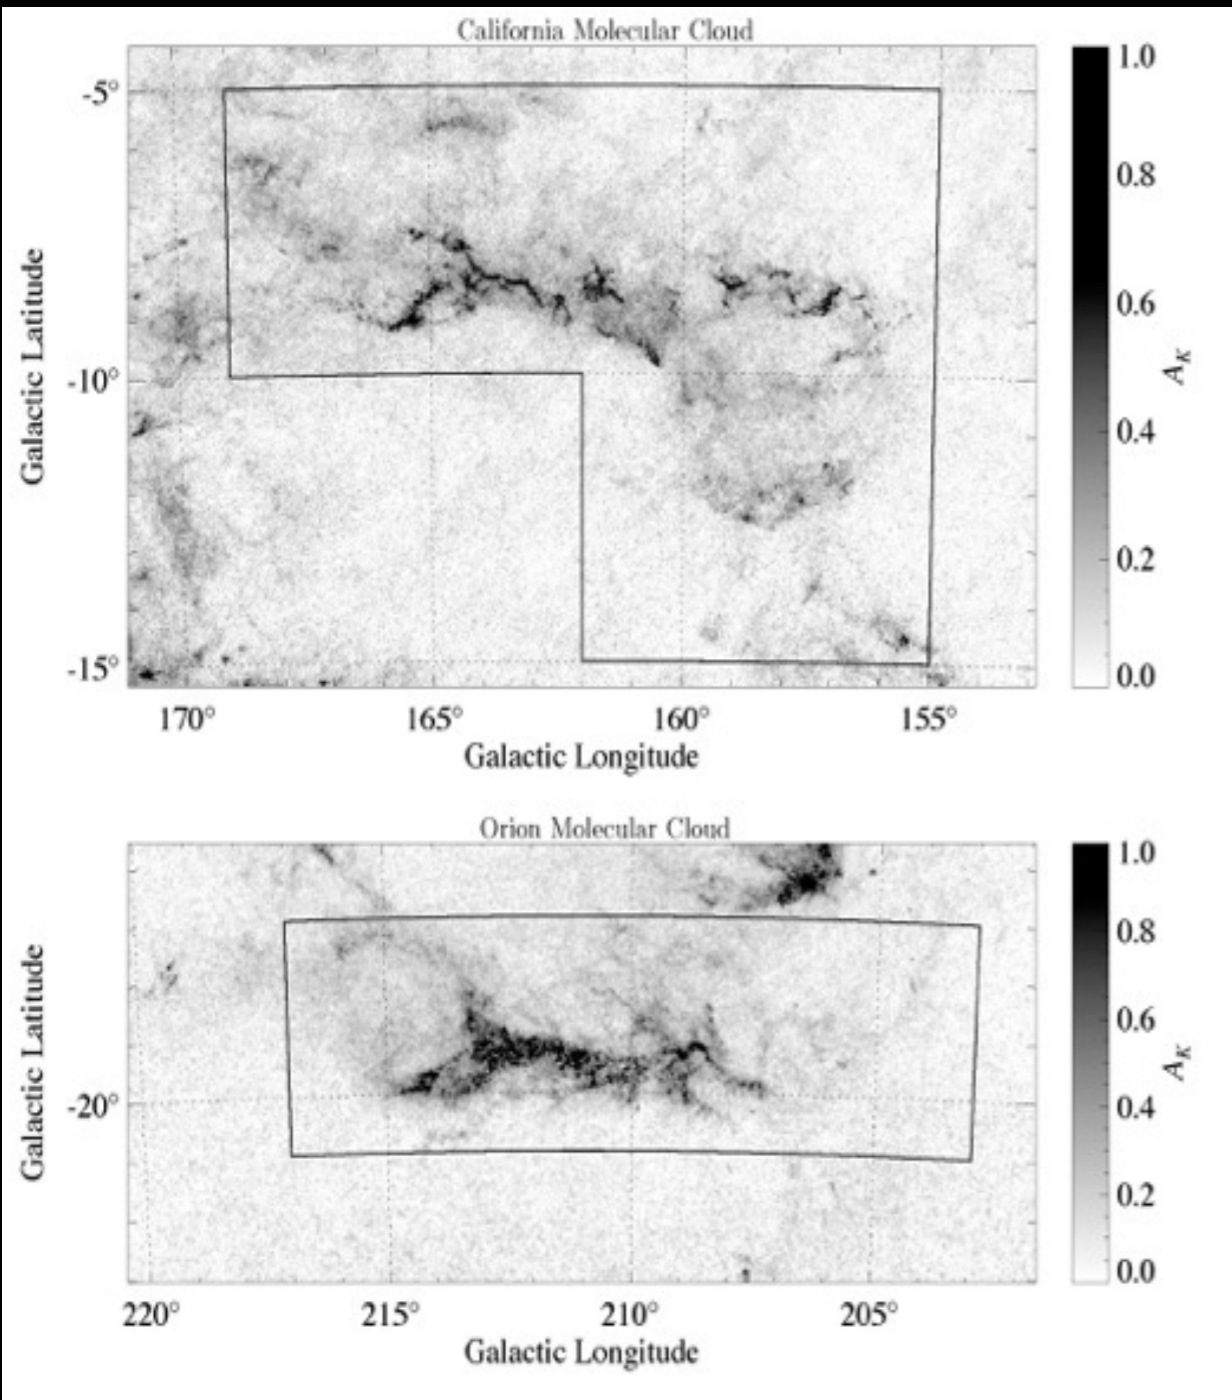 California Molecular Cloud
-5°
-10°
-15°
Galactic Latitude
170° 165° 160° 155°
Galactic Longitude
1.0
0.8
0.6
0.4
0.2
0.0
A_K
Orion Molecular Cloud
-20°
Galactic Latitude
220° 215° 210° 205°
Galactic Longitude
1.0
0.8
0.6
0.4
0.2
0.0
A_K